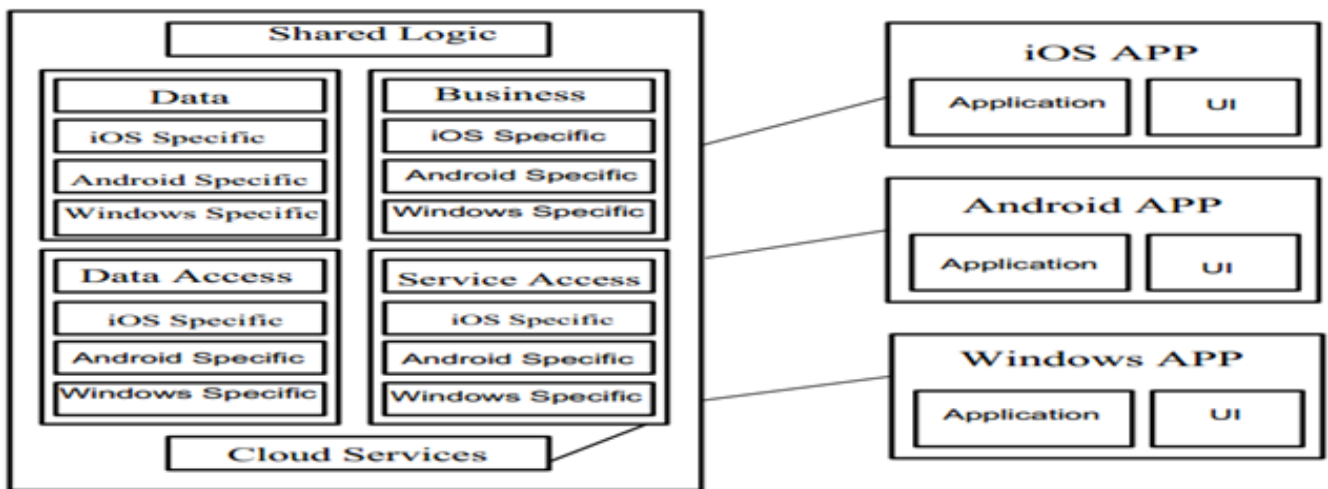 Shared Logic
Data
iOS Specific
Android Specific
Windows Specific
Business
iOS Specific
Android Specific
Windows Specific
Data Access
iOS Specific
Android Specific
Windows Specific
Service Access
iOS Specific
Android Specific
Windows Specific
Cloud Services
iOS APP
Application
UI
Android APP
Application
UI
Windows APP
Application
UI